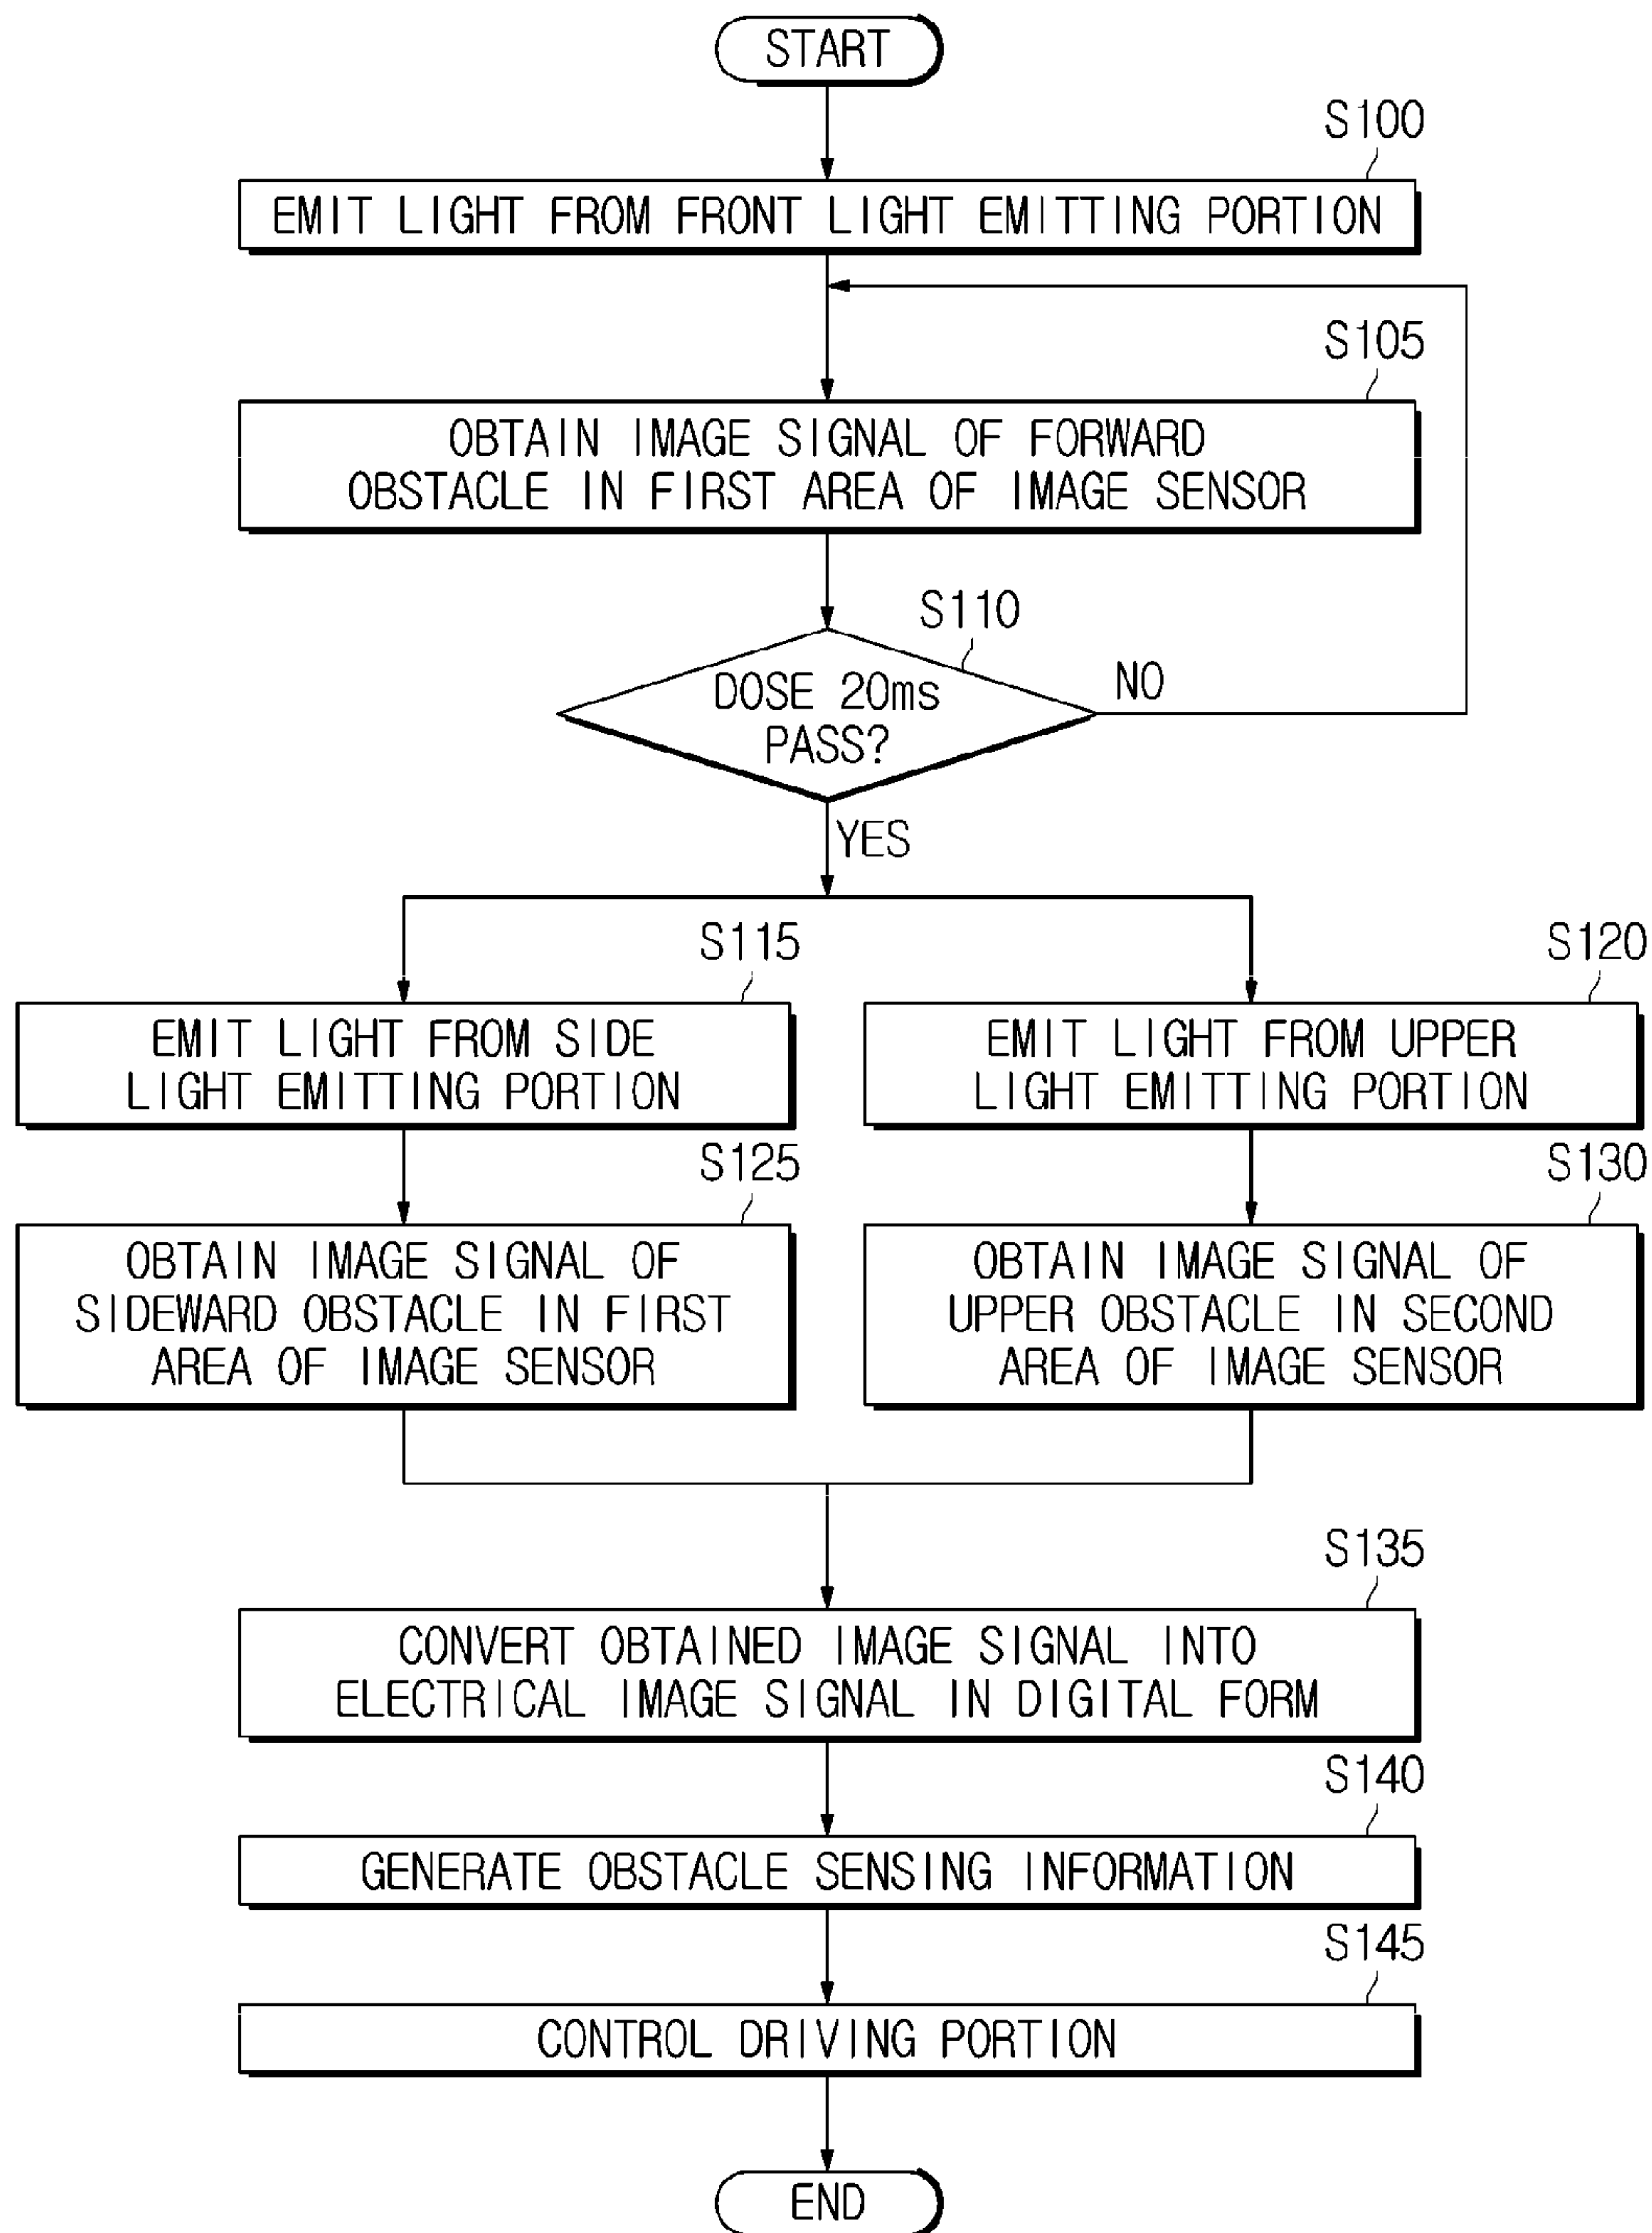 START
S100
EMIT LIGHT FROM FRONT LIGHT EMITTING PORTION
S105
OBTAIN IMAGE SIGNAL OF FORWARD
OBSTACLE IN FIRST AREA OF IMAGE SENSOR
S110
DOSE 20ms
PASS?
NO
YES
S115
EMIT LIGHT FROM SIDE
LIGHT EMITTING PORTION
S120
EMIT LIGHT FROM UPPER
LIGHT EMITTING PORTION
S125
OBTAIN IMAGE SIGNAL OF
SIDEWARD OBSTACLE IN FIRST
AREA OF IMAGE SENSOR
S130
OBTAIN IMAGE SIGNAL OF
UPPER OBSTACLE IN SECOND
AREA OF IMAGE SENSOR
S135
CONVERT OBTAINED IMAGE SIGNAL INTO
ELECTRICAL IMAGE SIGNAL IN DIGITAL FORM
S140
GENERATE OBSTACLE SENSING INFORMATION
S145
CONTROL DRIVING PORTION
END